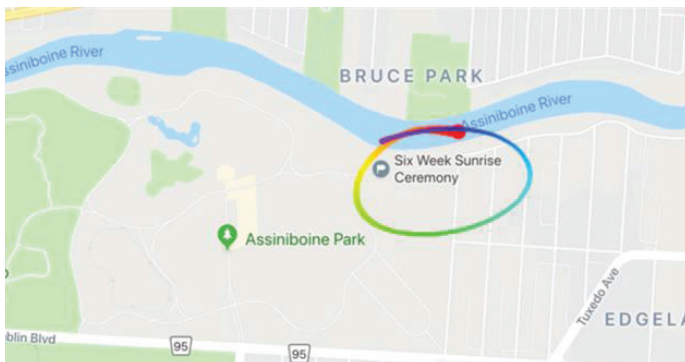 Assiniboine River
BRUCE PARK
Assiniboine River
Six Week Sunrise
Ceremony
Assiniboine Park
Tuxedo Ave
EDGELA
blin Blvd
95
95